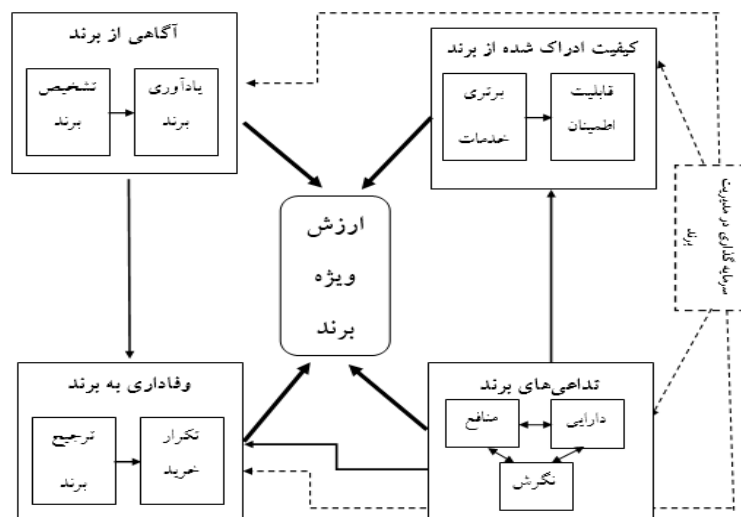 آگاهی از برند
تشخیص
برند
یادآوری
برند
کیفیت ادراک شده از برند
برتری
خدمات
قابلیت
اطمینان
سرمایه گذاری در مدیریت
برند
ارزش
ویژه
برند
وفاداری به برند
ترجیح
برند
تکرار
خرید
تداعی‌های برند
منافع
دارایی
نگرش